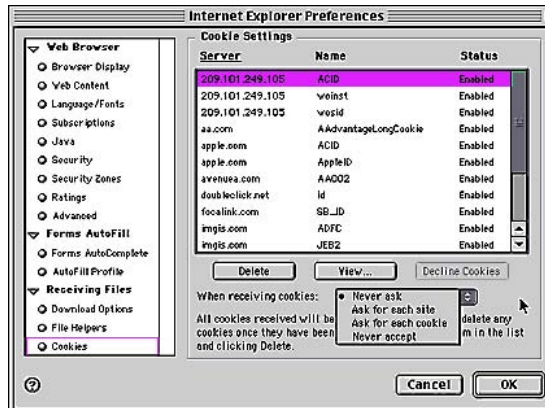 Internet Explorer Preferences
Web Browser
Browser Display
Web Content
Language/Fonts
Subscriptions
Java
Security
Security Zones
Ratings
Advanced
Forms AutoFill
Forms AutoComplete
AutoFill Profile
Receiving Files
Download Options
File Helpers
Cookies
Cookie Settings
Server Name Status
209.101.249.105 ACID Enabled
209.101.249.105 woinst Enabled
209.101.249.105 wosid Enabled
aa.com AAdvantageLongCookie Enabled
apple.com ACID Enabled
apple.com AppleID Enabled
avenuea.com AA002 Enabled
doubleclick.net id Enabled
focalink.com SB_ID Enabled
imgis.com ADFC Enabled
imgis.com JEB2 Enabled
Delete View... Decline Cookies
When receiving cookies:
Never ask
Ask for each site
Ask for each cookie
Never accept
All cookies received will be delete any
cookies once they have been m in the list
and clicking Delete.
? Cancel OK